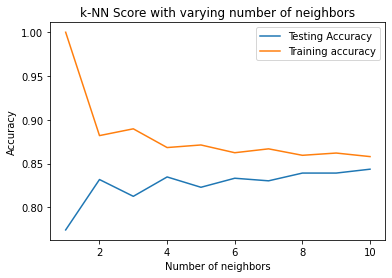 k-NN Score with varying number of neighbors
Testing Accuracy
Training accuracy
1.00
0.95
0.90
0.85
0.80
Accuracy
2 4 6 8 10
Number of neighbors